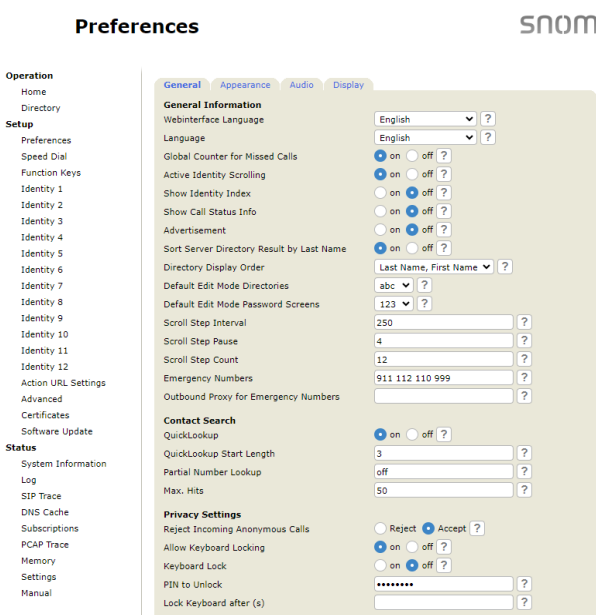 Preferences
snom
Operation
Home
Directory
Setup
Preferences
Speed Dial
Function Keys
Identity 1
Identity 2
Identity 3
Identity 4
Identity 5
Identity 6
Identity 7
Identity 8
Identity 9
Identity 10
Identity 11
Identity 12
Action URL Settings
Advanced
Certificates
Software Update
Status
System Information
Log
SIP Trace
DNS Cache
Subscriptions
PCAP Trace
Memory
Settings
Manual
General Appearance Audio Display
General Information
Webinterface Language English ?
Language English ?
Global Counter for Missed Calls on off ?
Active Identity Scrolling on off ?
Show Identity Index on off ?
Show Call Status Info on off ?
Advertisement on off ?
Sort Server Directory Result by Last Name on off ?
Directory Display Order Last Name, First Name ?
Default Edit Mode Directories abc ?
Default Edit Mode Password Screens 123 ?
Scroll Step Interval 250 ?
Scroll Step Pause 4 ?
Scroll Step Count 12 ?
Emergency Numbers 911 112 110 999 ?
Outbound Proxy for Emergency Numbers ?
Contact Search
QuickLookup on off ?
QuickLookup Start Length 3 ?
Partial Number Lookup off ?
Max. Hits 50 ?
Privacy Settings
Reject Incoming Anonymous Calls Reject Accept ?
Allow Keyboard Locking on off ?
Keyboard Lock on off ?
PIN to Unlock •••••••• ?
Lock Keyboard after (s) ?